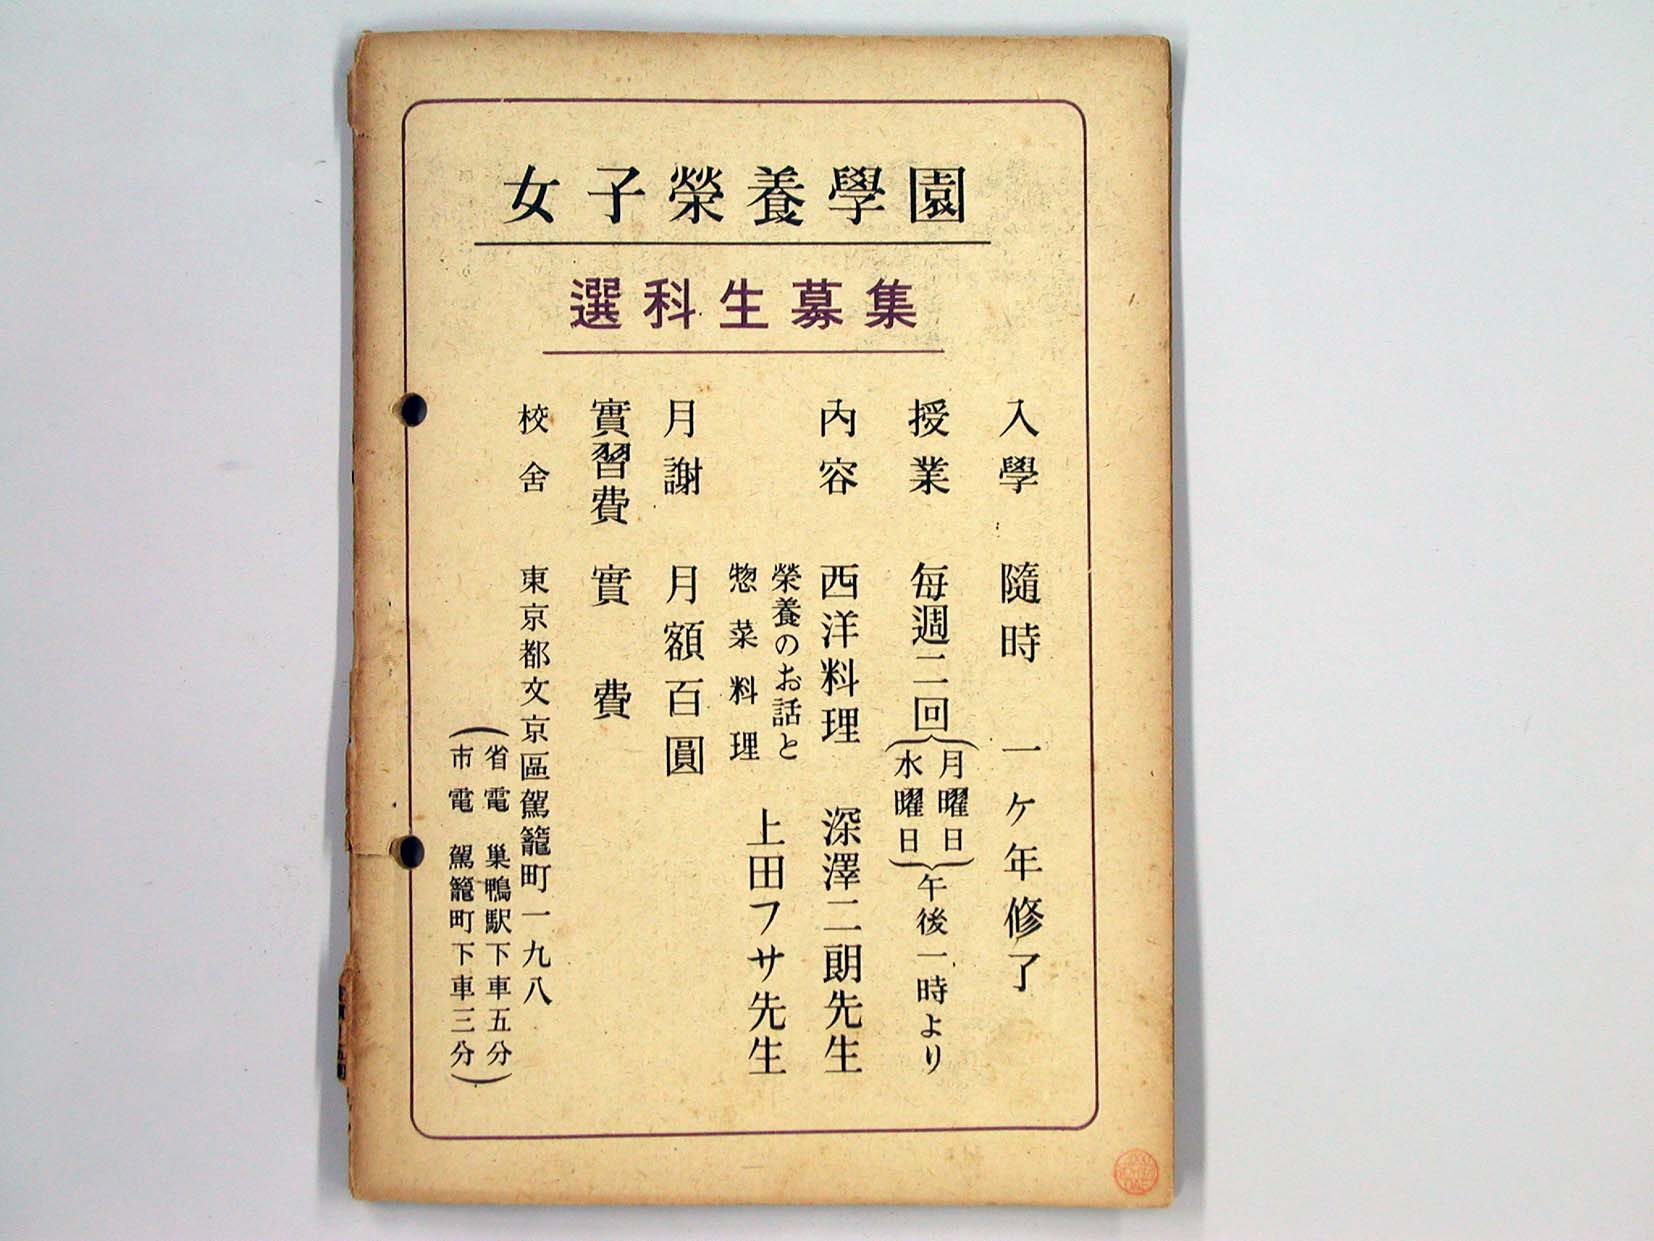 女子榮養學園
選科生募集
入學 隨時 一ケ年修了
授業 每週二回(月曜日 水曜日)午後一時より
内容 西洋料理 深澤二朗先生
榮養のお話と
惣菜料理 上田フサ先生
月謝 月額百圓
實習費 實費
校舍 東京都文京區駕籠町一九八
(省電 巣鴨駅下車五分
市電 駕籠町下車三分)